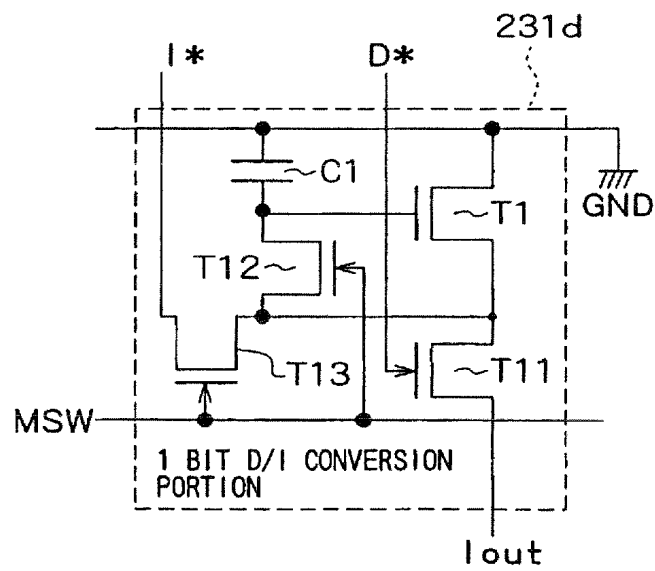 231d
I* D*
C1
T1
GND
T12
T13
T11
MSW
1 BIT D/I CONVERSION
PORTION
Iout